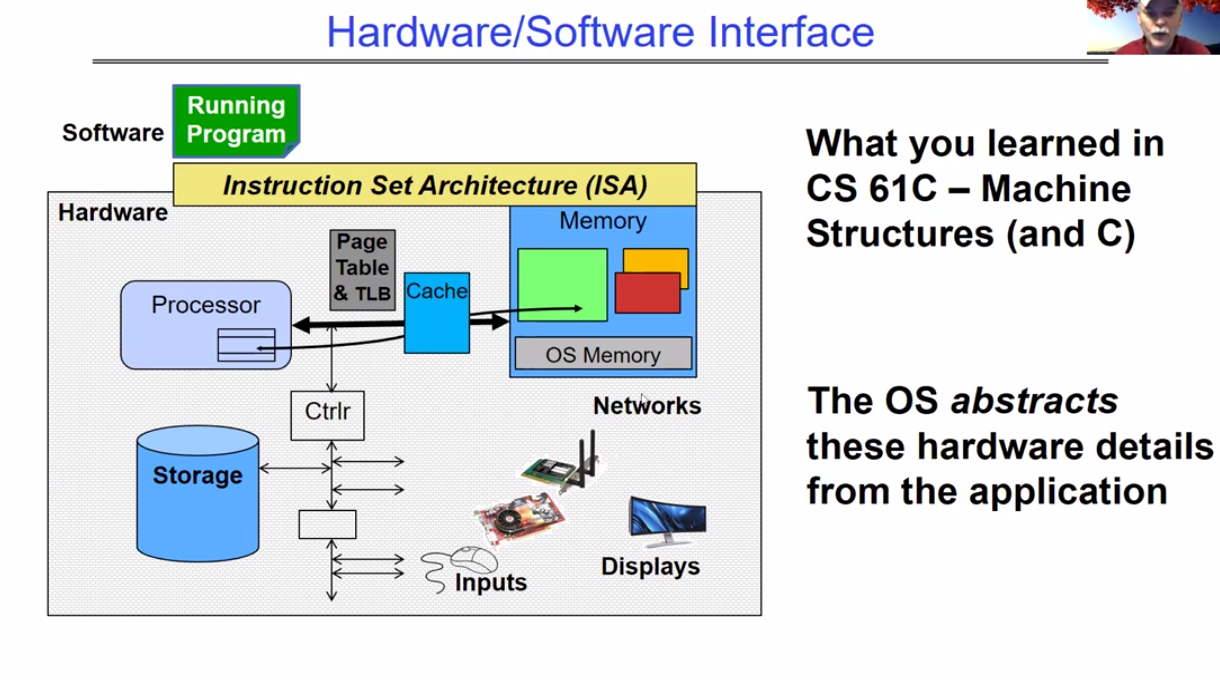 Hardware/Software Interface
Running
Program
Software
Instruction Set Architecture (ISA)
Hardware
Memory
Page
Table
& TLB
Cache
Processor
OS Memory
Ctrlr
Networks
Storage
Inputs
Displays
What you learned in
CS 61C – Machine
Structures (and C)
The OS abstracts
these hardware details
from the application